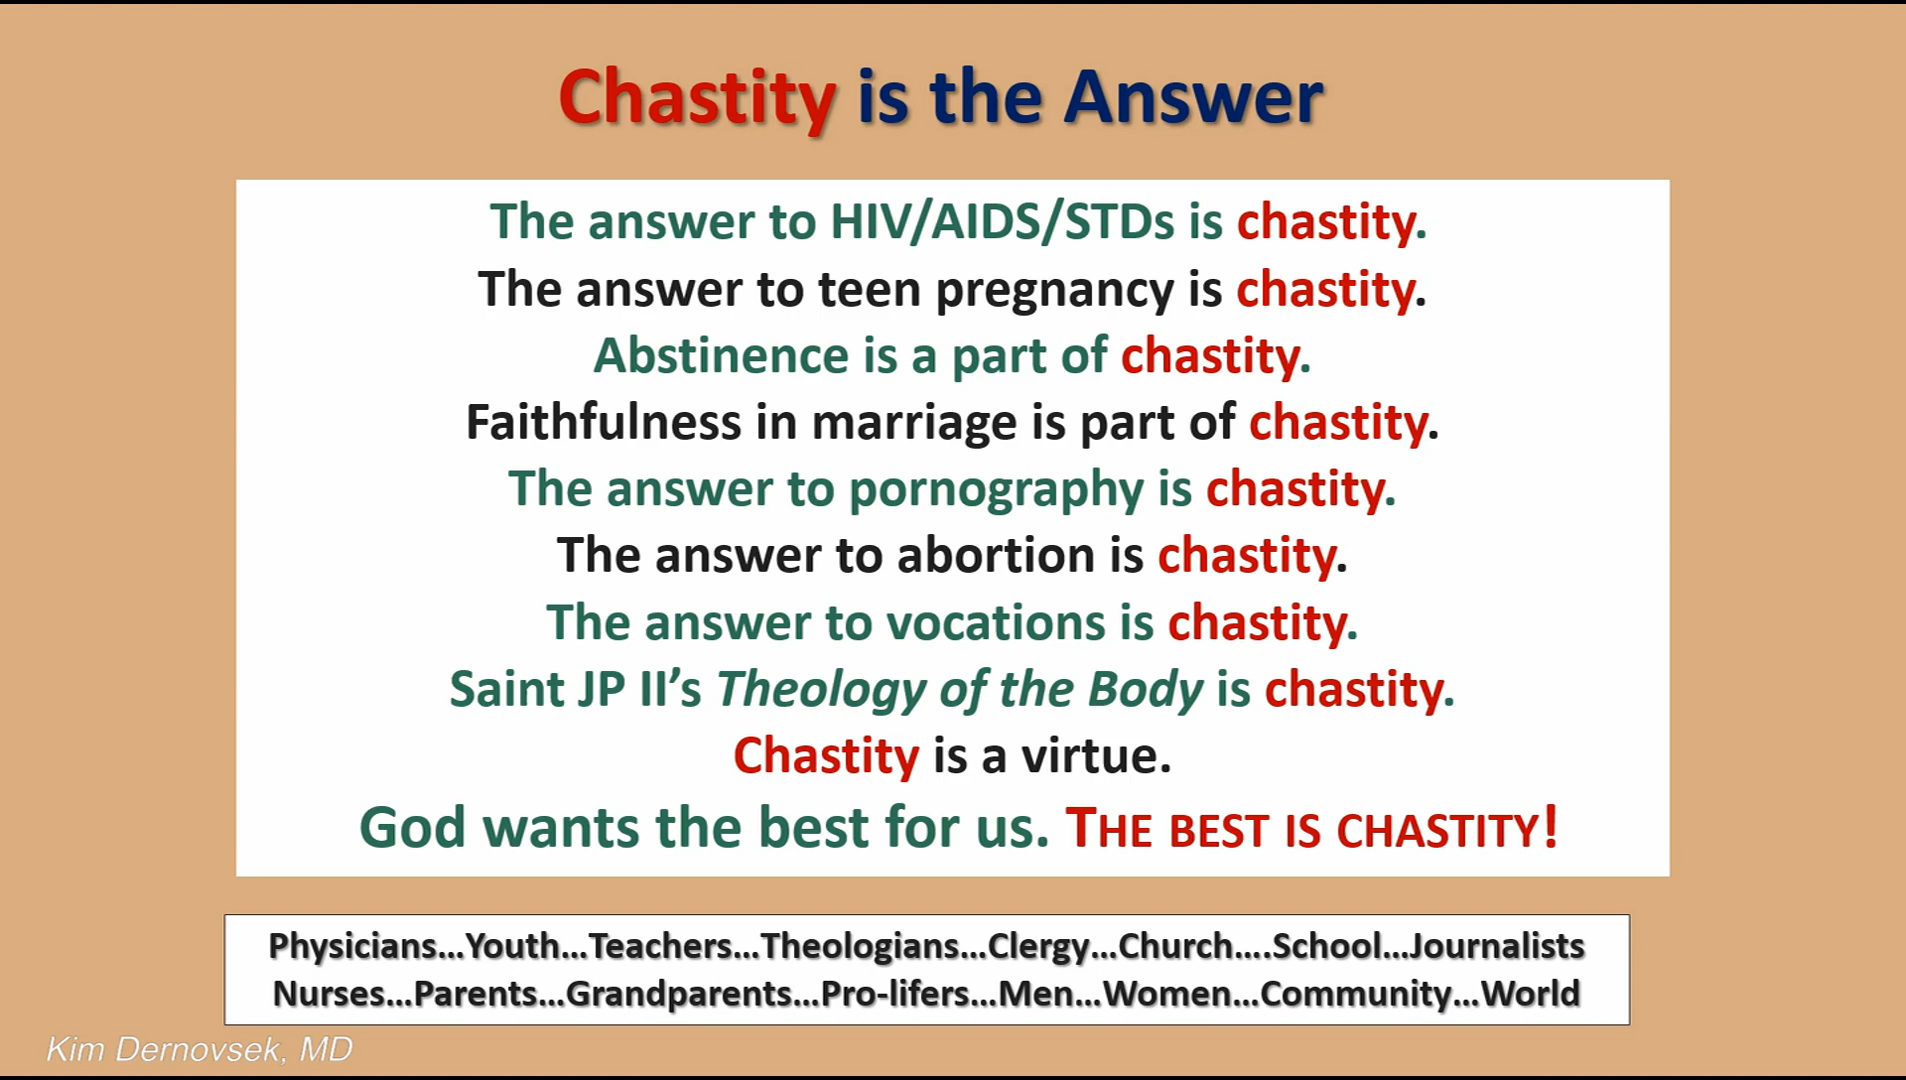 Chastity is the Answer
The answer to HIV/AIDS/STDs is chastity.
The answer to teen pregnancy is chastity.
Abstinence is a part of chastity.
Faithfulness in marriage is part of chastity.
The answer to pornography is chastity.
The answer to abortion is chastity.
The answer to vocations is chastity.
Saint JP II’s Theology of the Body is chastity.
Chastity is a virtue.
God wants the best for us. THE BEST IS CHASTITY!
Physicians…Youth…Teachers…Theologians…Clergy…Church….School…Journalists
Nurses…Parents…Grandparents…Pro-lifers…Men…Women…Community…World
Kim Dernovsek, MD